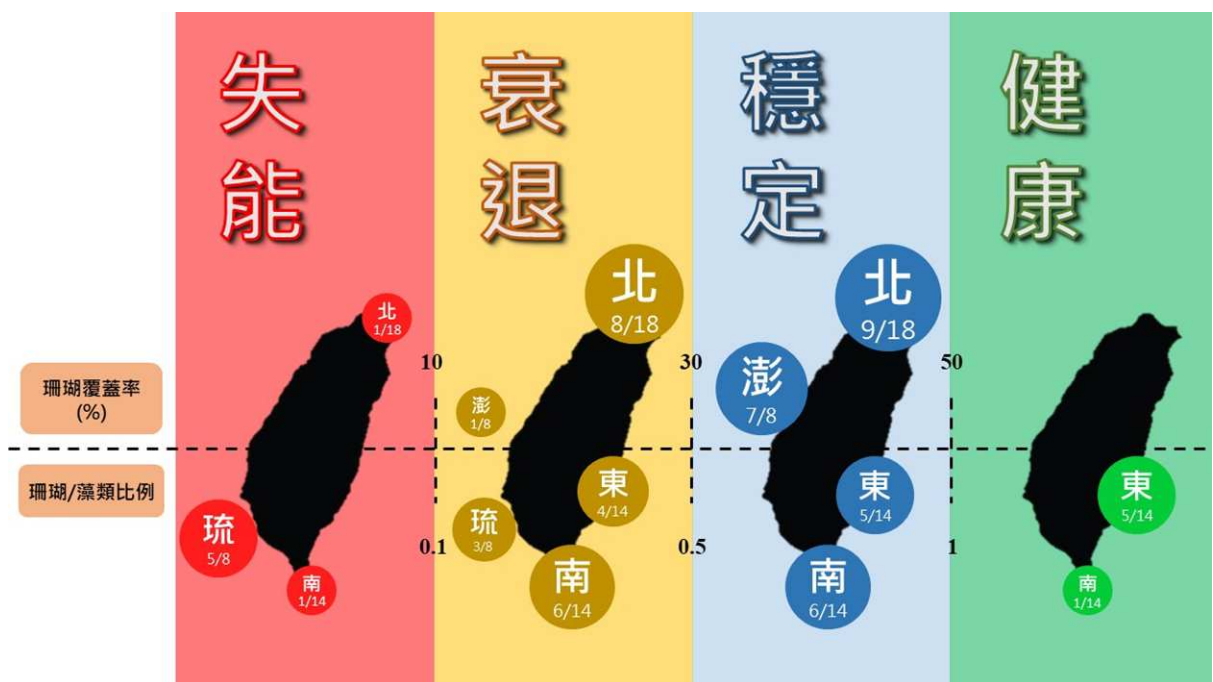 失能
衰退
穩定
健康
珊瑚覆蓋率
(%)
珊瑚/藻類比例
10
30
50
0.1
0.5
1
北
1/18
琉
5/8
南
1/14
北
8/18
澎
1/8
東
4/14
琉
3/8
南
6/14
北
9/18
澎
7/8
東
5/14
南
6/14
東
5/14
南
1/14